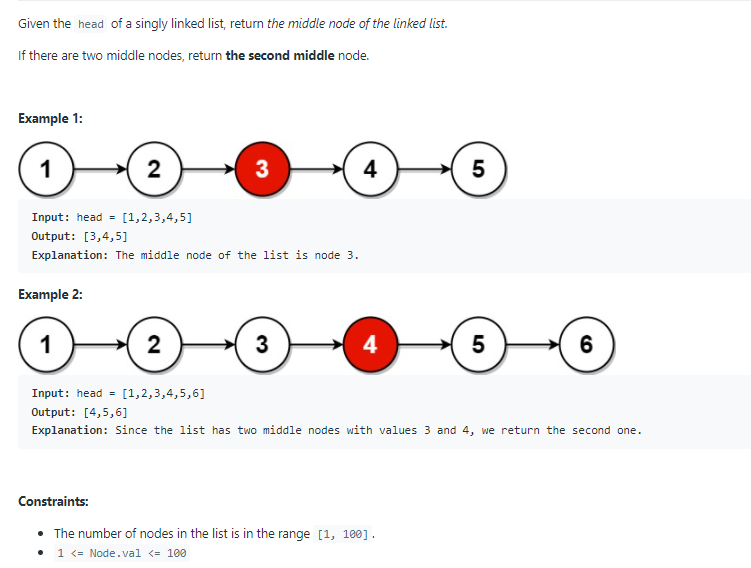 Given the head of a singly linked list, return the middle node of the linked list.
If there are two middle nodes, return the second middle node.
Example 1:
1 2 3 4 5
Input: head = [1,2,3,4,5]
Output: [3,4,5]
Explanation: The middle node of the list is node 3.
Example 2:
1 2 3 4 5 6
Input: head = [1,2,3,4,5,6]
Output: [4,5,6]
Explanation: Since the list has two middle nodes with values 3 and 4, we return the second one.
Constraints:
• The number of nodes in the list is in the range [1, 100].
• 1 <= Node.val <= 100